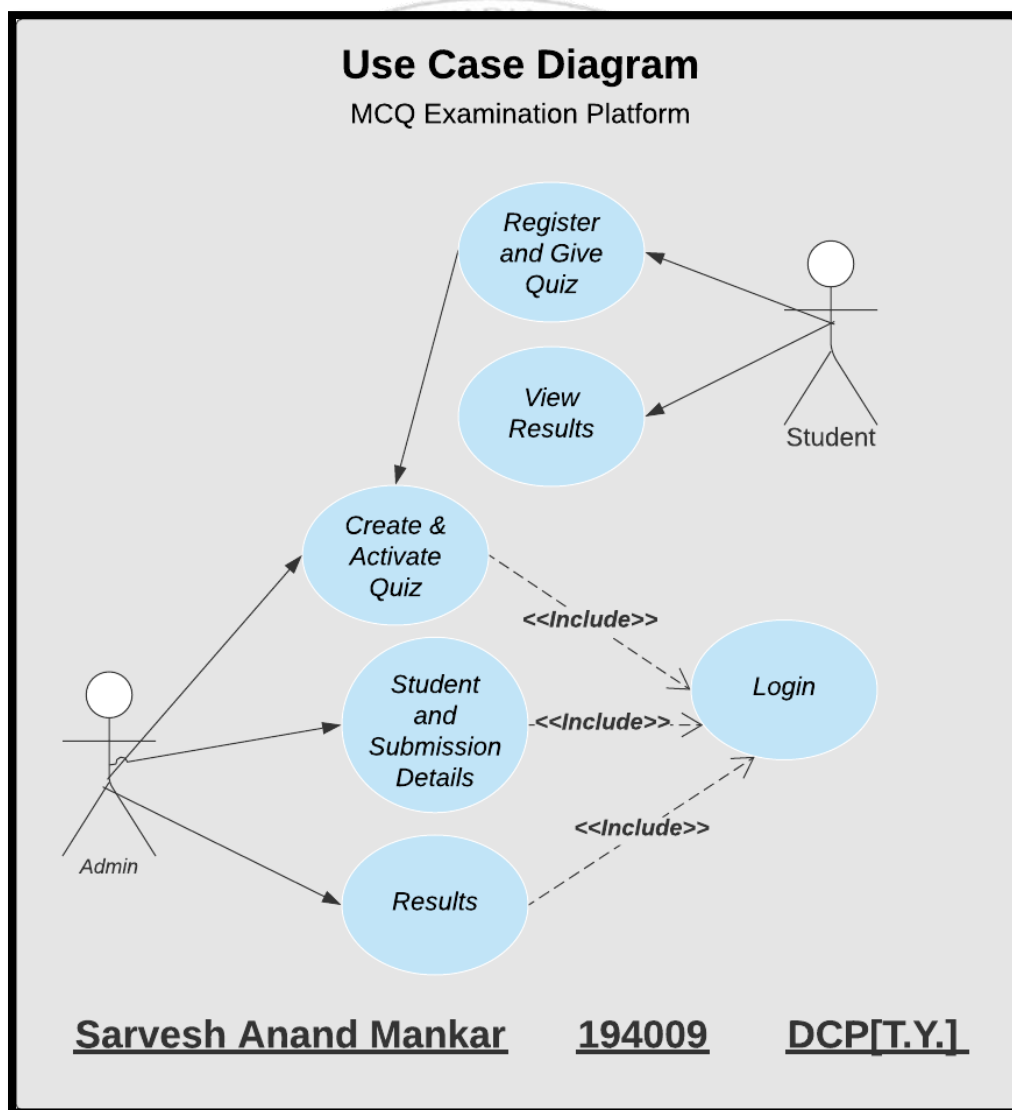 Use Case Diagram
MCQ Examination Platform
Register
and Give
Quiz
View
Results
Student
Create &
Activate
Quiz
<<Include>>
Login
Student
and
Submission
Details
<<Include>>
<<Include>>
Admin
Results
Sarvesh Anand Mankar 194009 DCP[T.Y.]